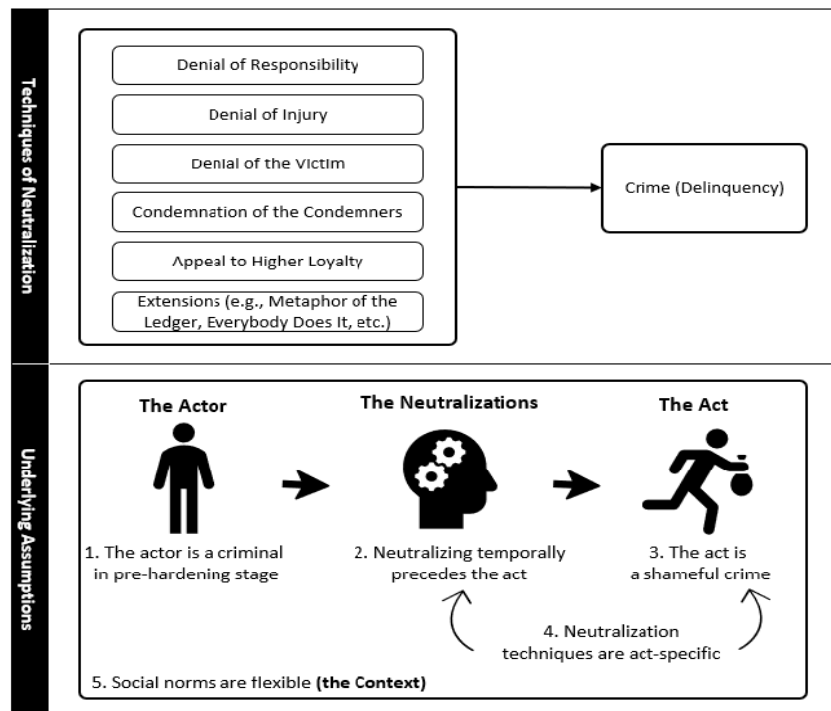 Techniques of Neutralization
Denial of Responsibility
Denial of Injury
Denial of the Victim
Condemnation of the Condemners
Appeal to Higher Loyalty
Extensions (e.g., Metaphor of the
Ledger, Everybody Does It, etc.)
Crime (Delinquency)
Underlying Assumptions
The Actor
The Neutralizations
The Act
1. The actor is a criminal
in pre-hardening stage
2. Neutralizing temporally
precedes the act
3. The act is
a shameful crime
4. Neutralization
techniques are act-specific
5. Social norms are flexible (the Context)